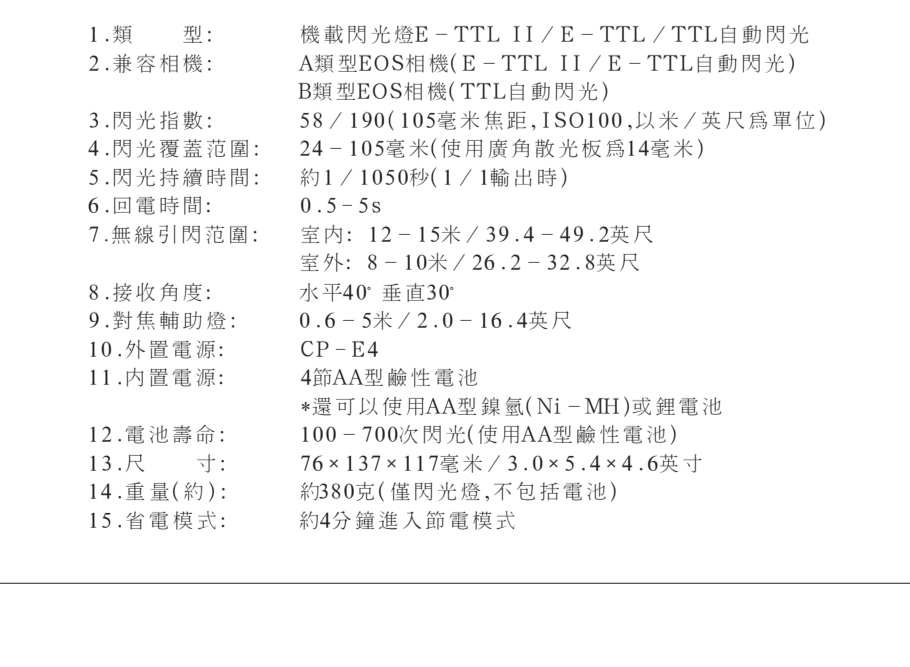 1.類　　型: 機載閃光燈E-TTL II/E-TTL/TTL自動閃光
2.兼容相機: A類型EOS相機(E-TTL II/E-TTL自動閃光)
B類型EOS相機(TTL自動閃光)
3.閃光指數: 58/190(105毫米焦距,ISO100,以米/英尺爲單位)
4.閃光覆蓋范圍: 24-105毫米(使用廣角散光板爲14毫米)
5.閃光持續時間: 約1/1050秒(1/1輸出時)
6.回電時間: 0.5-5s
7.無線引閃范圍: 室内: 12-15米/39.4-49.2英尺
室外: 8-10米/26.2-32.8英尺
8.接收角度: 水平40° 垂直30°
9.對焦輔助燈: 0.6-5米/2.0-16.4英尺
10.外置電源: CP-E4
11.内置電源: 4節AA型鹼性電池
*還可以使用AA型鎳氫(Ni-MH)或鋰電池
12.電池壽命: 100-700次閃光(使用AA型鹼性電池)
13.尺　　寸: 76×137×117毫米/3.0×5.4×4.6英寸
14.重量(約): 約380克(僅閃光燈,不包括電池)
15.省電模式: 約4分鐘進入節電模式